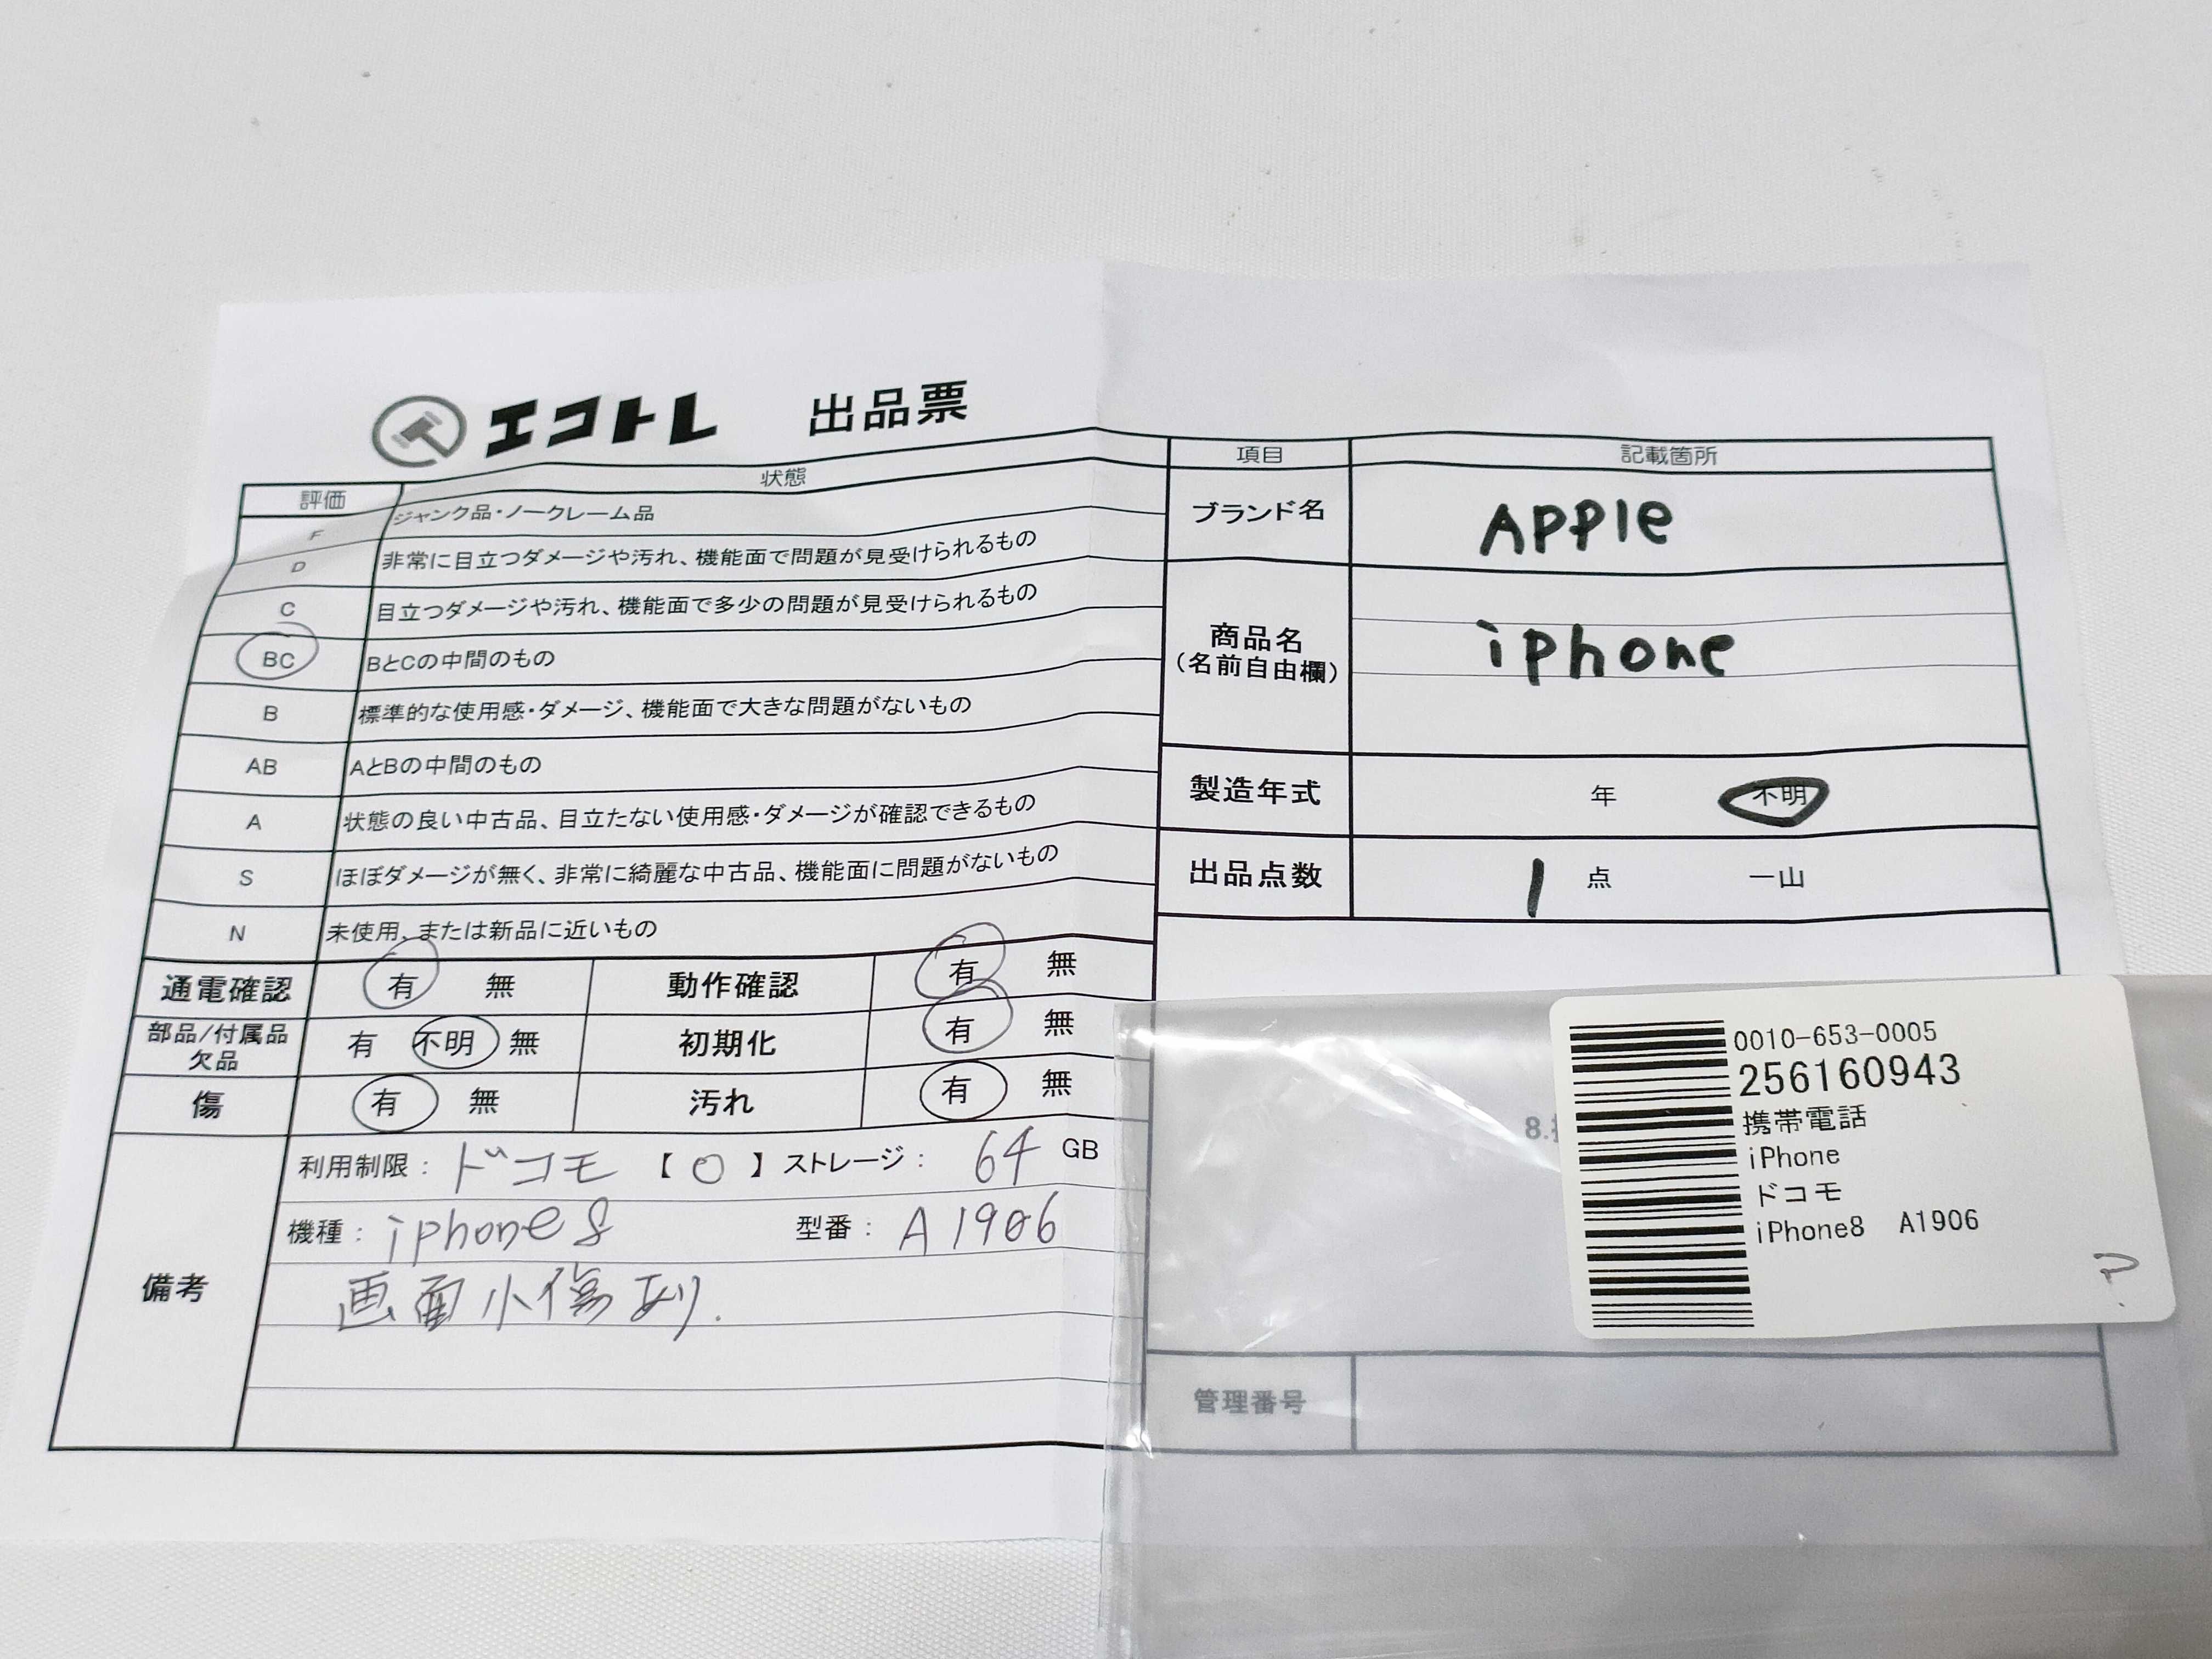 エコトレ 出品票
評価 状態
F ジャンク品・ノークレーム品
D 非常に目立つダメージや汚れ、機能面で問題が見受けられるもの
C 目立つダメージや汚れ、機能面で多少の問題が見受けられるもの
BC BとCの中間のもの
B 標準的な使用感・ダメージ、機能面で大きな問題がないもの
AB AとBの中間のもの
A 状態の良い中古品、目立たない使用感・ダメージが確認できるもの
S ほぼダメージが無く、非常に綺麗な中古品、機能面に問題がないもの
N 未使用、または新品に近いもの
通電確認 有 無 動作確認 有 無
部品/付属品 欠品 有 不明 無 初期化 有 無
傷 有 無 汚れ 有 無
備考
利用制限: ドコモ 【○】 ストレージ: 64 GB
機種: iphone8 型番: A1906
画面小傷あり.
項目 記載箇所
ブランド名 Apple
商品名 iphone
(名前自由欄)
製造年式 年 不明
出品点数 1 点 一山
8.
0010-653-0005
256160943
携帯電話
iPhone
ドコモ
iPhone8 A1906
管理番号